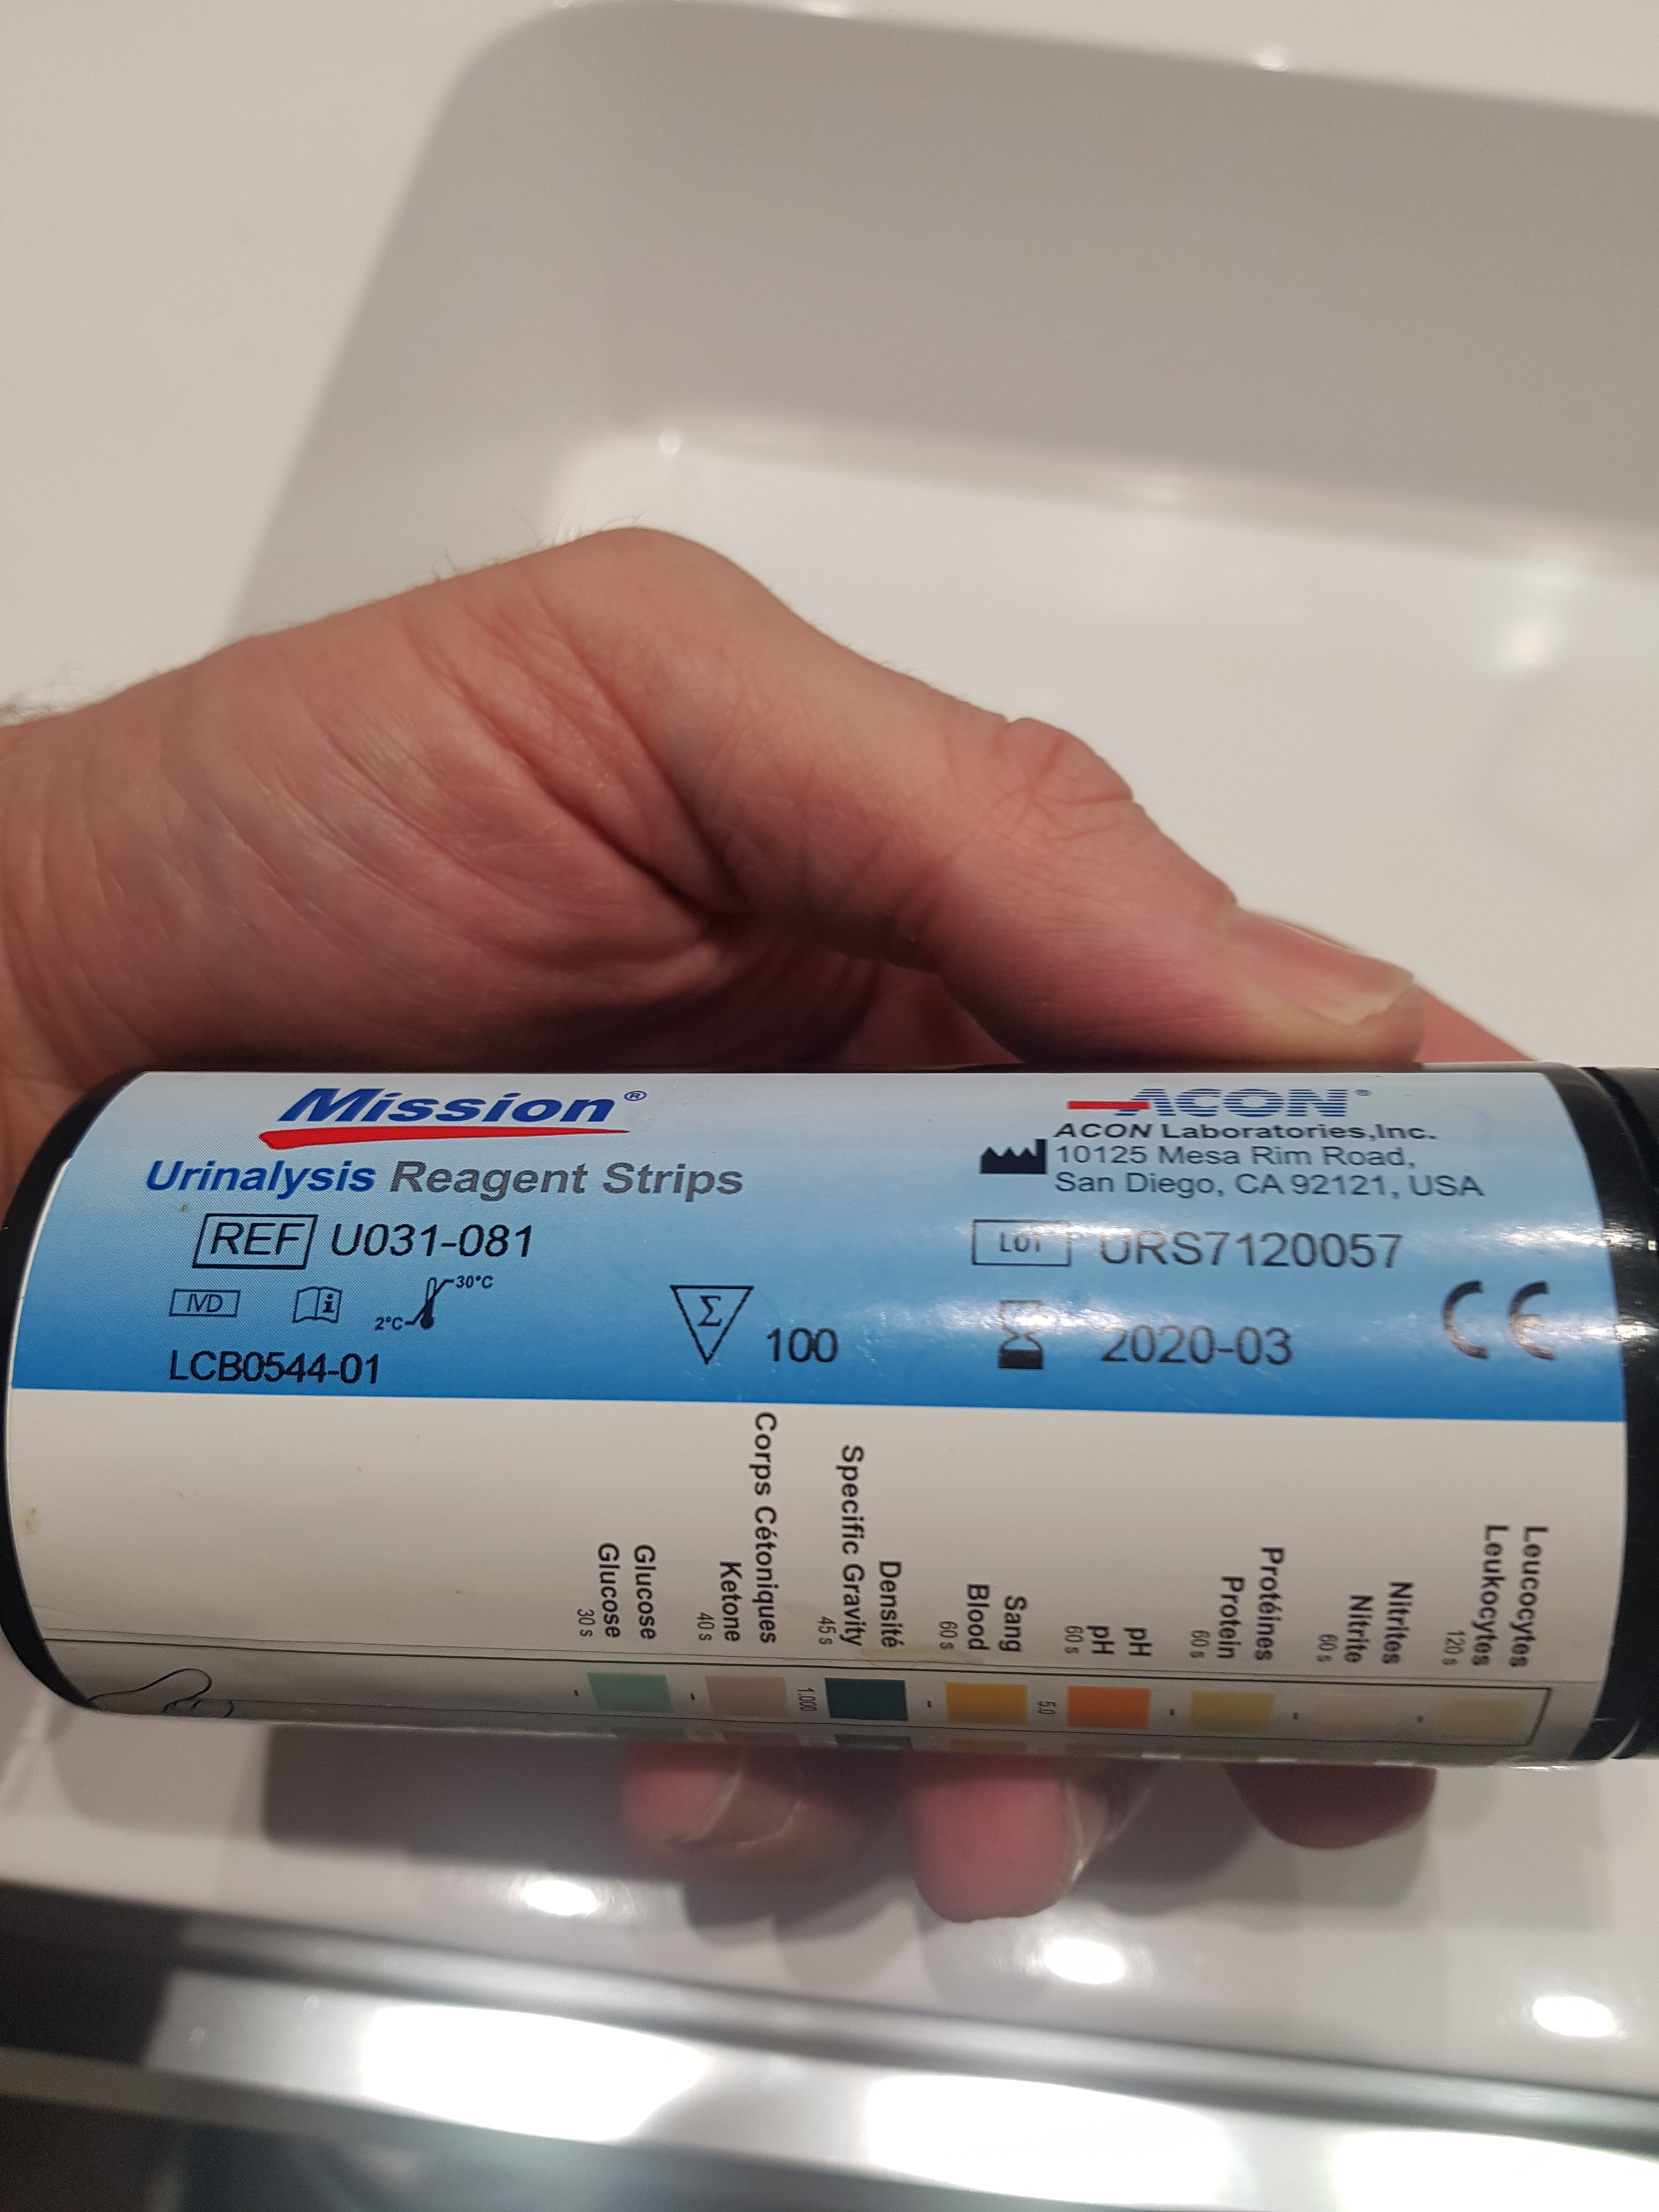 Mission®
Urinalysis Reagent Strips
REF U031-081
IVD
2°C 30°C
LCB0544-01
Σ 100
ACON®
ACON Laboratories,Inc.
10125 Mesa Rim Road,
San Diego, CA 92121, USA
LOT URS7120057
2020-03
CE
Leucocytes
Leukocytes
120 s
Nitrites
Nitrite
60 s
Protéines
Protein
60 s
pH
pH
60 s
Sang
Blood
60 s
Densité
Specific Gravity
45 s
Corps Cétoniques
Ketone
40 s
Glucose
Glucose
30 s
-
-
-
5.0
-
1.000
-
-